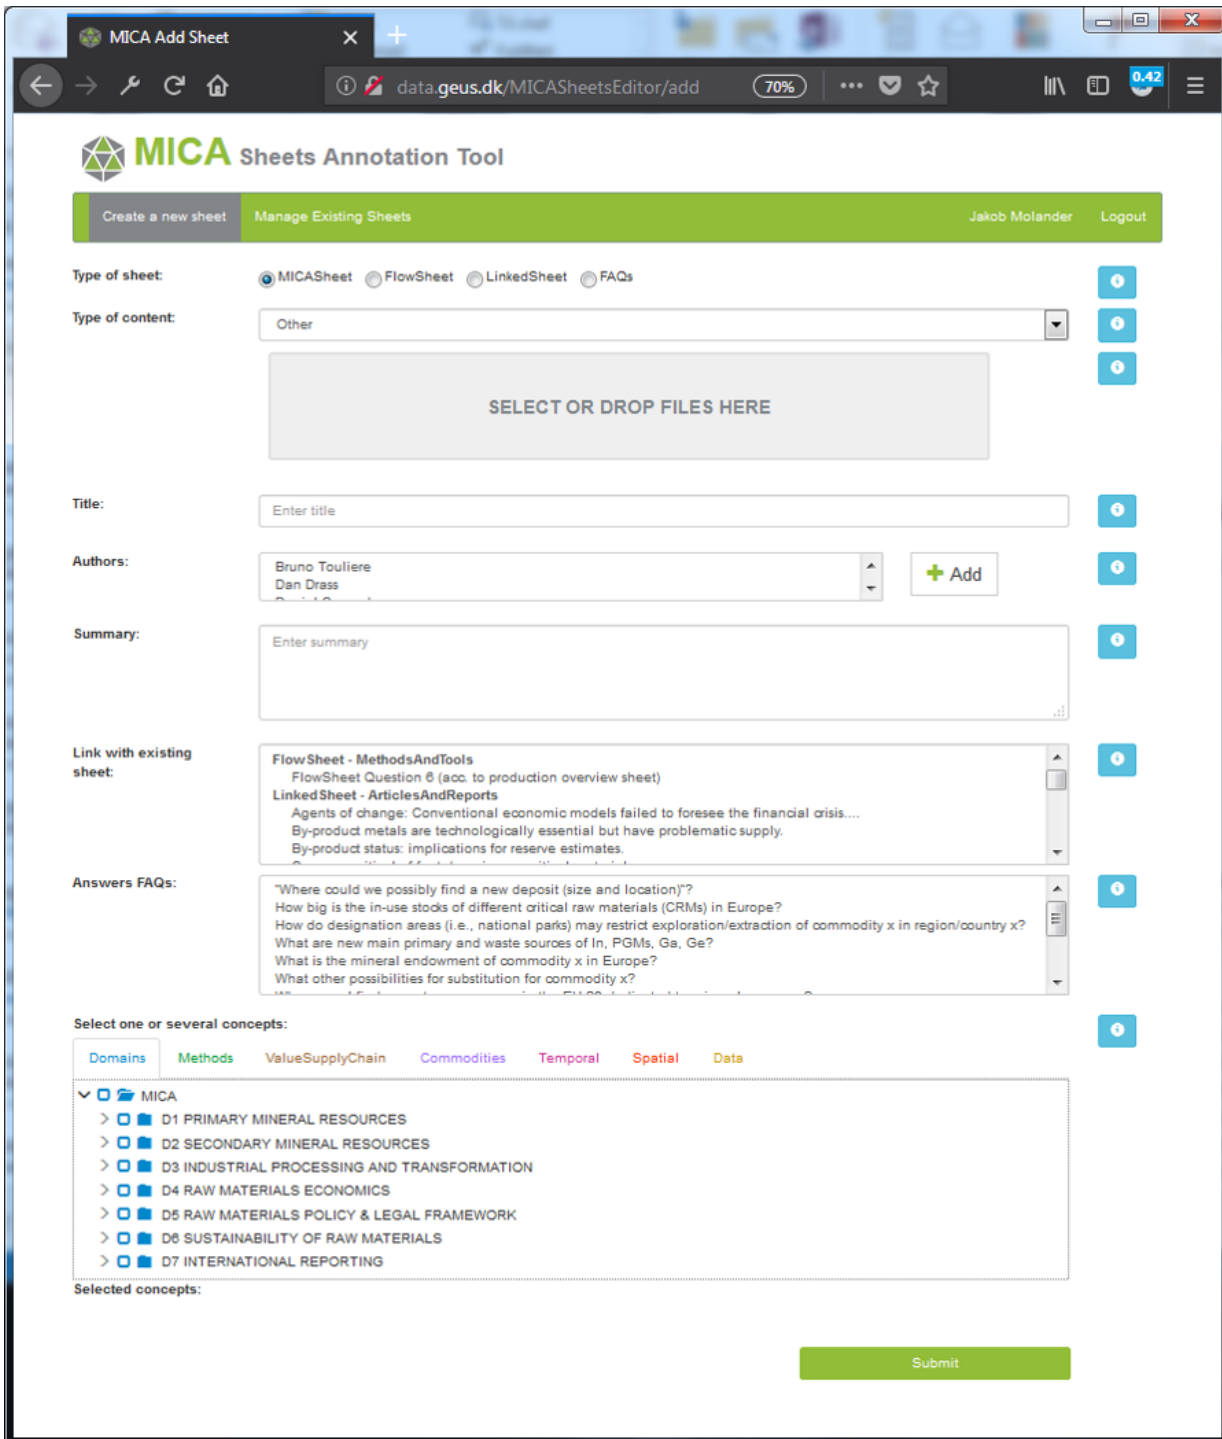 MICA Add Sheet
data.geus.dk/MICASheetsEditor/add 70% 0.42
MICA Sheets Annotation Tool
Create a new sheet Manage Existing Sheets Jakob Molander Logout
Type of sheet: MICASheet FlowSheet LinkedSheet FAQs
Type of content: Other
SELECT OR DROP FILES HERE
Title: Enter title
Authors: Bruno Touliere
Dan Drass
Add
Summary: Enter summary
Link with existing sheet:
FlowSheet - MethodsAndTools
FlowSheet Question 6 (acc. to production overview sheet)
LinkedSheet - ArticlesAndReports
Agents of change: Conventional economic models failed to foresee the financial crisis....
By-product metals are technologically essential but have problematic supply.
By-product status: implications for reserve estimates.
Answers FAQs:
"Where could we possibly find a new deposit (size and location)"?
How big is the in-use stocks of different critical raw materials (CRMs) in Europe?
How do designation areas (i.e., national parks) may restrict exploration/extraction of commodity x in region/country x?
What are new main primary and waste sources of In, PGMs, Ga, Ge?
What is the mineral endowment of commodity x in Europe?
What other possibilities for substitution for commodity x?
Select one or several concepts:
Domains Methods ValueSupplyChain Commodities Temporal Spatial Data
MICA
D1 PRIMARY MINERAL RESOURCES
D2 SECONDARY MINERAL RESOURCES
D3 INDUSTRIAL PROCESSING AND TRANSFORMATION
D4 RAW MATERIALS ECONOMICS
D5 RAW MATERIALS POLICY & LEGAL FRAMEWORK
D6 SUSTAINABILITY OF RAW MATERIALS
D7 INTERNATIONAL REPORTING
Selected concepts:
Submit